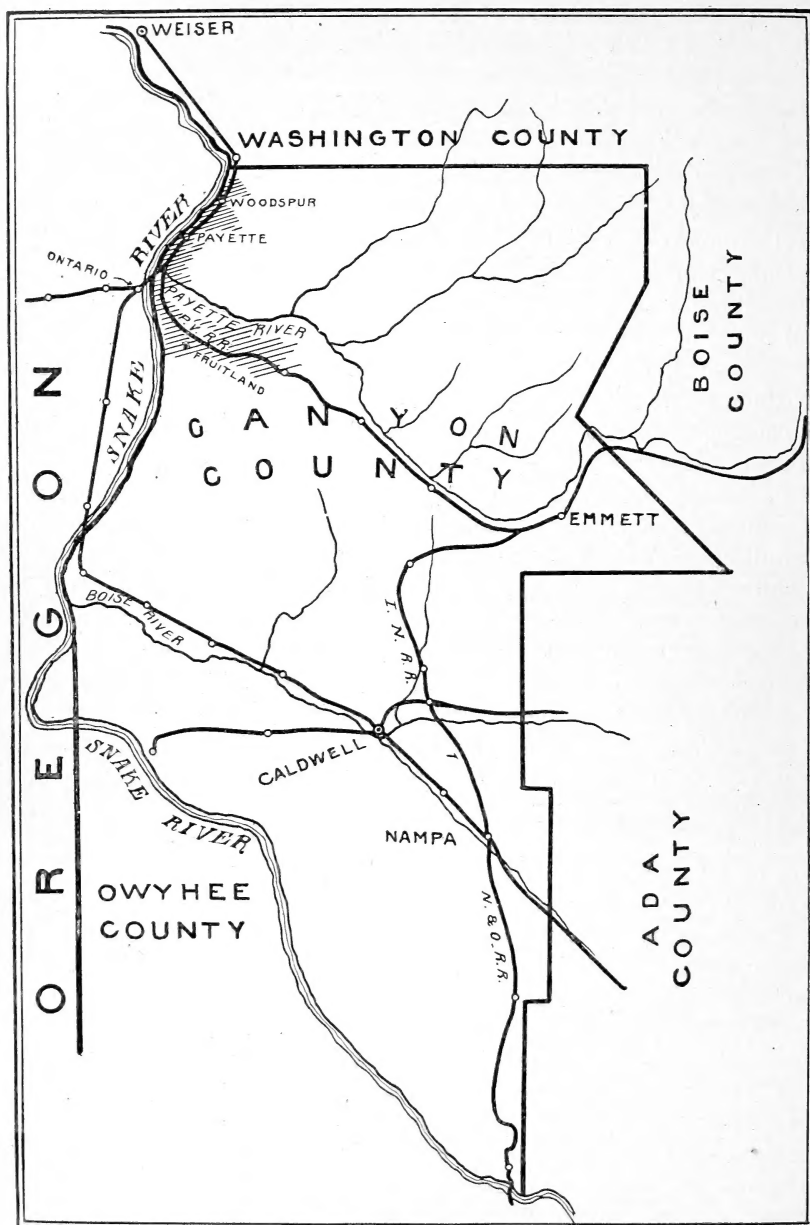 WEISER
WASHINGTON COUNTY
WOODSPUR
PAYETTE
ONTARIO
RIVER
SNAKE
PAYETTE RIVER
P.V.R.R.
FRUITLAND
BOISE
COUNTY
CANYON
COUNTY
EMMETT
OREGON
BOISE RIVER
I. N. R. R.
CALDWELL
SNAKE
RIVER
NAMPA
OWYHEE
COUNTY
N. & O. R. R.
ADA
COUNTY